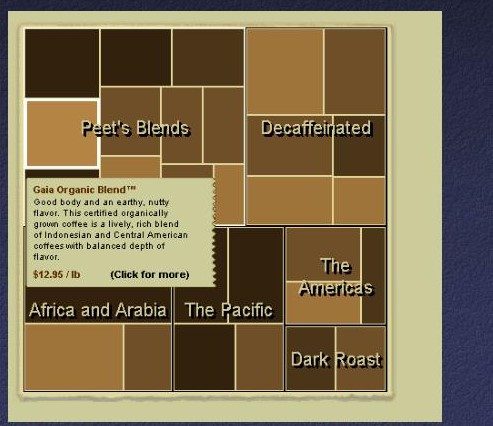 Peet's Blends
Decaffeinated
Gaia Organic Blend™
Good body and an earthy, nutty
flavor. This certified organically
grown coffee is a lively, rich blend
of Indonesian and Central American
coffees with balanced depth of
flavor.
$12.95 / lb (Click for more)
The
Americas
Africa and Arabia
The Pacific
Dark Roast